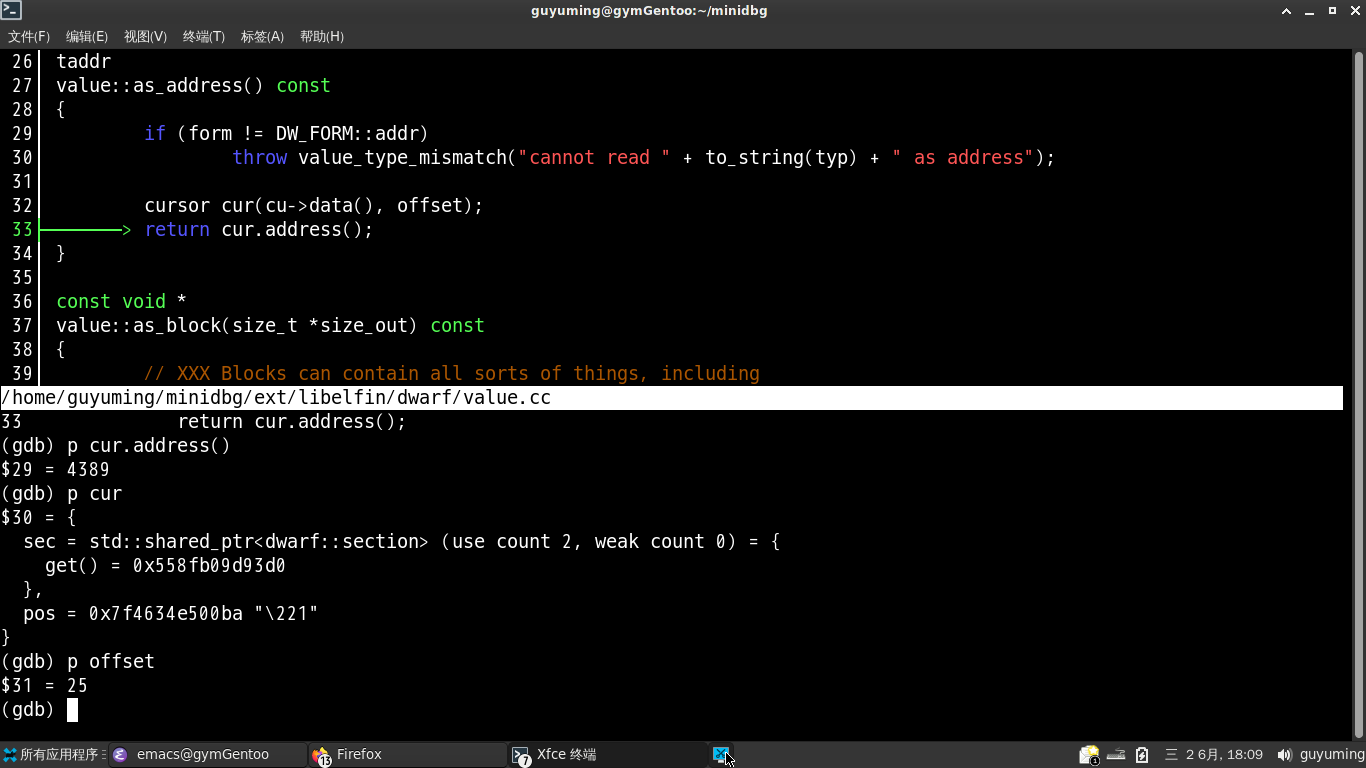 guyuming@gymGentoo:~/minidbg
文件(F) 编辑(E) 视图(V) 终端(T) 标签(A) 帮助(H)
26 taddr
27 value::as_address() const
28 {
29         if (form != DW_FORM::addr)
30                 throw value_type_mismatch("cannot read " + to_string(typ) + " as address");
31
32         cursor cur(cu->data(), offset);
33 > return cur.address();
34 }
35
36 const void *
37 value::as_block(size_t *size_out) const
38 {
39         // XXX Blocks can contain all sorts of things, including
/home/guyuming/minidbg/ext/libelfin/dwarf/value.cc
33              return cur.address();
(gdb) p cur.address()
$29 = 4389
(gdb) p cur
$30 = {
  sec = std::shared_ptr<dwarf::section> (use count 2, weak count 0) = {
    get() = 0x558fb09d93d0
  },
  pos = 0x7f4634e500ba "\221"
}
(gdb) p offset
$31 = 25
(gdb)
所有应用程序 emacs@gymGentoo 13 Firefox 7 Xfce 终端 1 三 2 6月, 18:09 guyuming